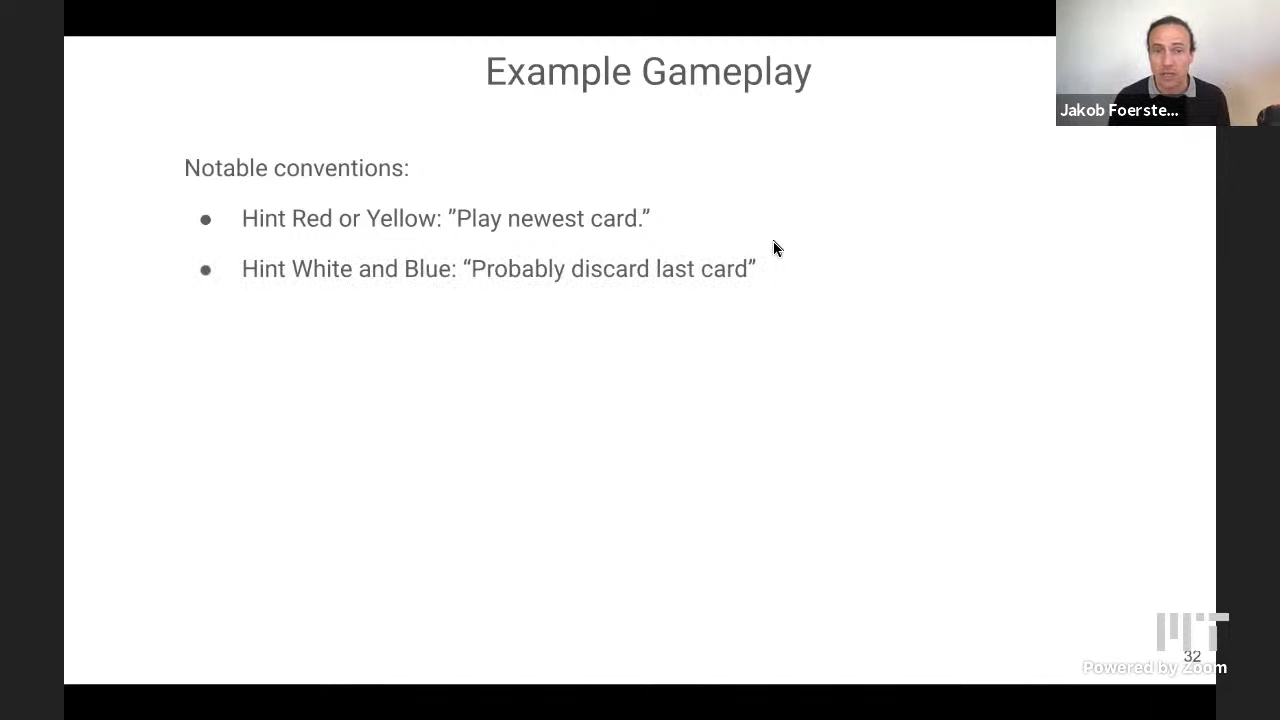 Example Gameplay
Jakob Foerste...
Notable conventions:
● Hint Red or Yellow: ”Play newest card.”
● Hint White and Blue: “Probably discard last card”
MIT
32
Powered by Zoom